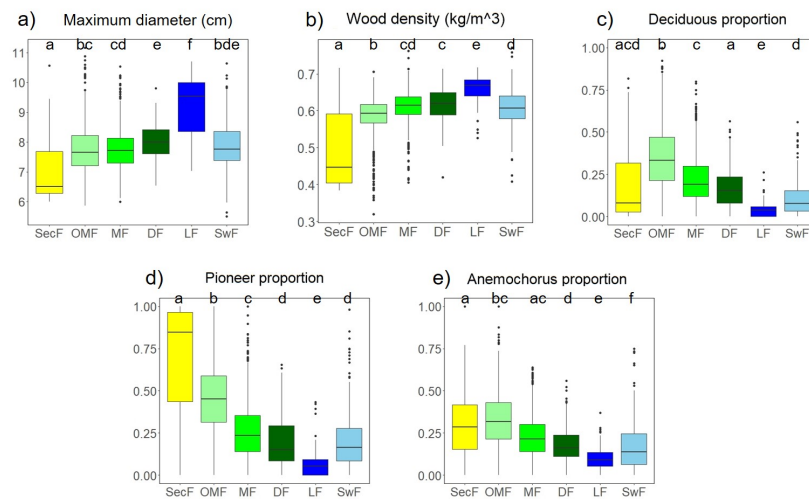 a) Maximum diameter (cm)
a bc cd e f bde
11
10
9
8
7
6
SecF OMF MF DF LF SwF
b) Wood density (kg/m^3)
a b cd c e d
0.7
0.6
0.5
0.4
0.3
SecF OMF MF DF LF SwF
c) Deciduous proportion
acd b c a e d
1.00
0.75
0.50
0.25
0.00
SecF OMF MF DF LF SwF
d) Pioneer proportion
a b c d e d
1.00
0.75
0.50
0.25
0.00
SecF OMF MF DF LF SwF
e) Anemochorus proportion
a bc ac d e f
1.00
0.75
0.50
0.25
0.00
SecF OMF MF DF LF SwF